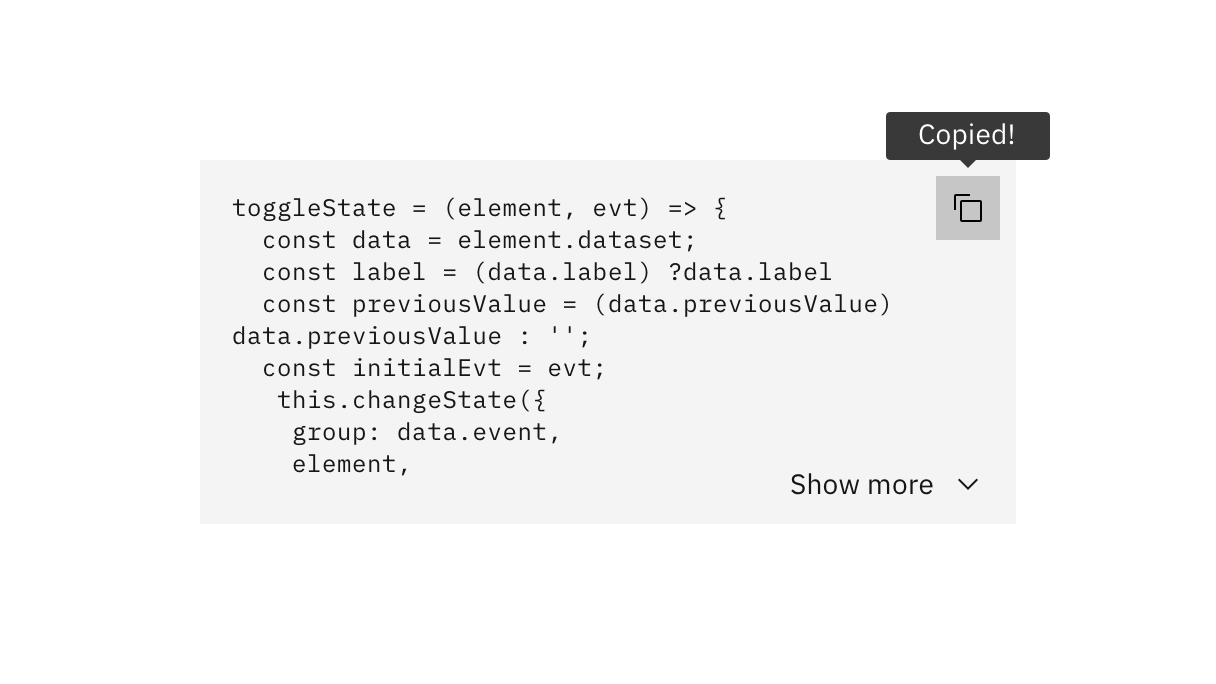 Copied!
toggleState = (element, evt) => {
  const data = element.dataset;
  const label = (data.label) ?data.label
  const previousValue = (data.previousValue)
data.previousValue : '';
  const initialEvt = evt;
   this.changeState({
    group: data.event,
    element,
Show more